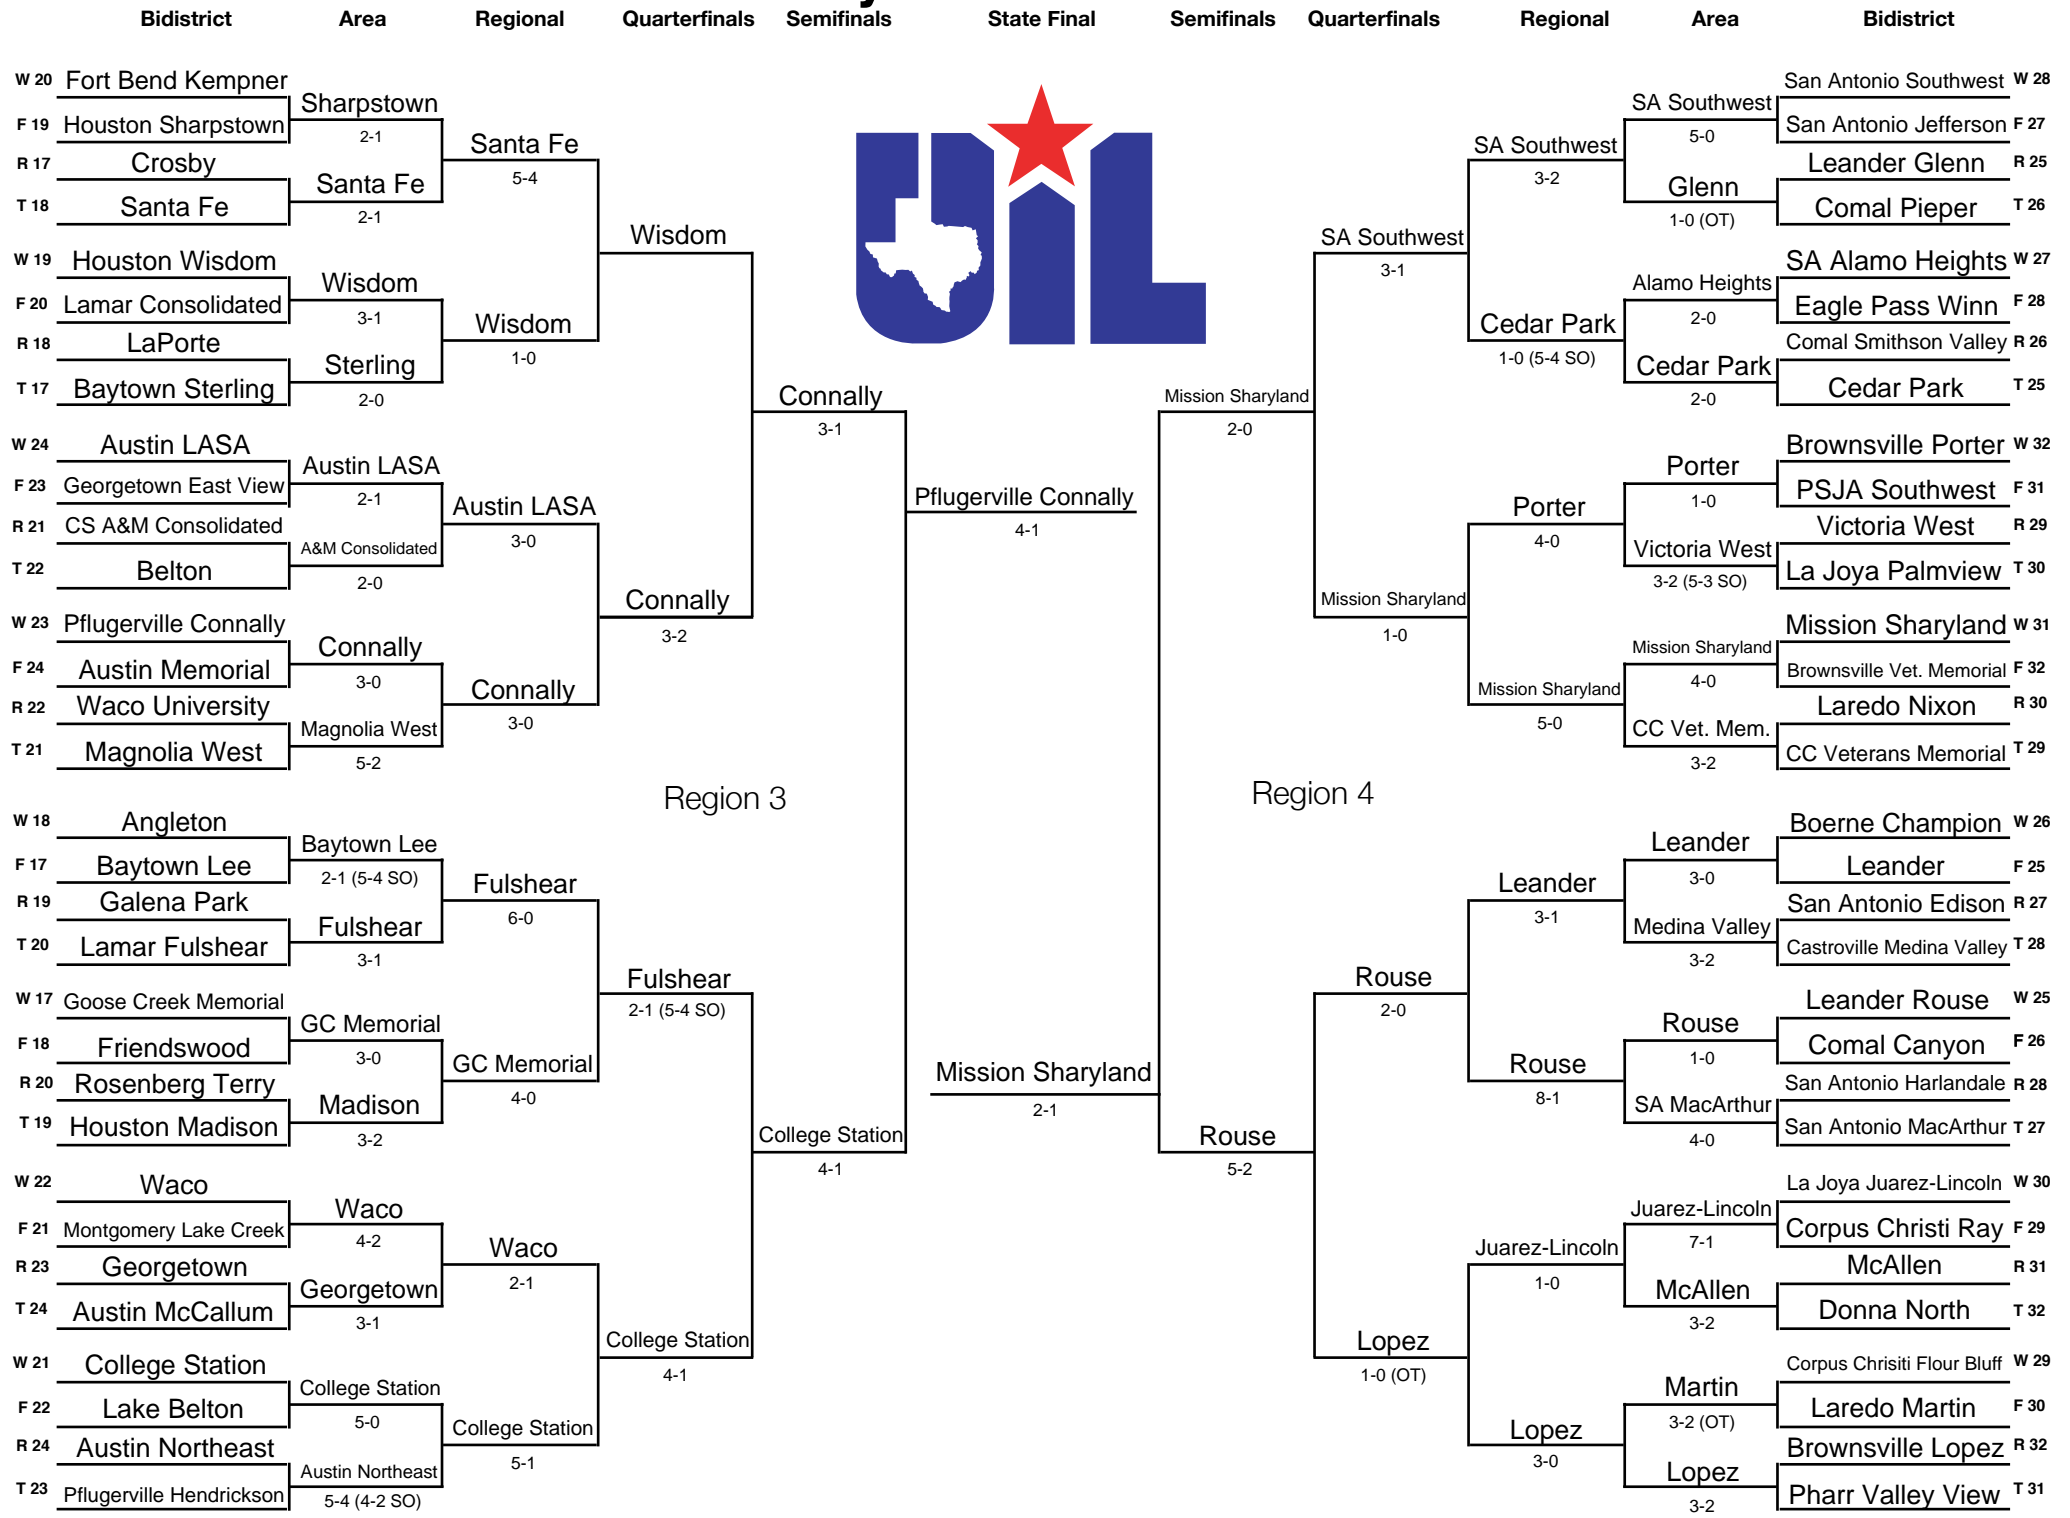 Bidistrict Area Regional Quarterfinals Semifinals State Final Semifinals Quarterfinals Regional Area Bidistrict
W 20 Fort Bend Kempner
F 19 Houston Sharpstown
R 17 Crosby
T 18 Santa Fe
W 19 Houston Wisdom
F 20 Lamar Consolidated
R 18 LaPorte
T 17 Baytown Sterling
W 24 Austin LASA
F 23 Georgetown East View
R 21 CS A&M Consolidated
T 22 Belton
W 23 Pflugerville Connally
F 24 Austin Memorial
R 22 Waco University
T 21 Magnolia West
W 18 Angleton
F 17 Baytown Lee
R 19 Galena Park
T 20 Lamar Fulshear
W 17 Goose Creek Memorial
F 18 Friendswood
R 20 Rosenberg Terry
T 19 Houston Madison
W 22 Waco
F 21 Montgomery Lake Creek
R 23 Georgetown
T 24 Austin McCallum
W 21 College Station
F 22 Lake Belton
R 24 Austin Northeast
T 23 Pflugerville Hendrickson
Sharpstown
2-1
Santa Fe
2-1
Wisdom
3-1
Sterling
2-0
Austin LASA
2-1
A&M Consolidated
2-0
Connally
3-0
Magnolia West
5-2
Baytown Lee
2-1 (5-4 SO)
Fulshear
3-1
GC Memorial
3-0
Madison
3-2
Waco
4-2
Georgetown
3-1
College Station
5-0
Austin Northeast
5-4 (4-2 SO)
Santa Fe
5-4
Wisdom
1-0
Austin LASA
3-0
Connally
3-0
Fulshear
6-0
GC Memorial
4-0
Waco
2-1
College Station
5-1
Wisdom
Connally
3-2
Fulshear
2-1 (5-4 SO)
College Station
4-1
Connally
3-1
College Station
4-1
Region 3
UIL
Pflugerville Connally
4-1
Mission Sharyland
2-1
Region 4
Mission Sharyland
2-0
Rouse
5-2
SA Southwest
3-1
Mission Sharyland
1-0
Rouse
2-0
Lopez
1-0 (OT)
SA Southwest
3-2
Cedar Park
1-0 (5-4 SO)
Porter
4-0
Mission Sharyland
5-0
Leander
3-1
Rouse
8-1
Juarez-Lincoln
1-0
Lopez
3-0
SA Southwest
5-0
Glenn
1-0 (OT)
Alamo Heights
2-0
Cedar Park
2-0
Porter
1-0
Victoria West
3-2 (5-3 SO)
Mission Sharyland
4-0
CC Vet. Mem.
3-2
Leander
3-0
Medina Valley
3-2
Rouse
1-0
SA MacArthur
4-0
Juarez-Lincoln
7-1
McAllen
3-2
Martin
3-2 (OT)
Lopez
3-2
San Antonio Southwest W 28
San Antonio Jefferson F 27
Leander Glenn R 25
Comal Pieper T 26
SA Alamo Heights W 27
Eagle Pass Winn F 28
Comal Smithson Valley R 26
Cedar Park T 25
Brownsville Porter W 32
PSJA Southwest F 31
Victoria West R 29
La Joya Palmview T 30
Mission Sharyland W 31
Brownsville Vet. Memorial F 32
Laredo Nixon R 30
CC Veterans Memorial T 29
Boerne Champion W 26
Leander F 25
San Antonio Edison R 27
Castroville Medina Valley T 28
Leander Rouse W 25
Comal Canyon F 26
San Antonio Harlandale R 28
San Antonio MacArthur T 27
La Joya Juarez-Lincoln W 30
Corpus Christi Ray F 29
McAllen R 31
Donna North T 32
Corpus Chrisiti Flour Bluff W 29
Laredo Martin F 30
Brownsville Lopez R 32
Pharr Valley View T 31